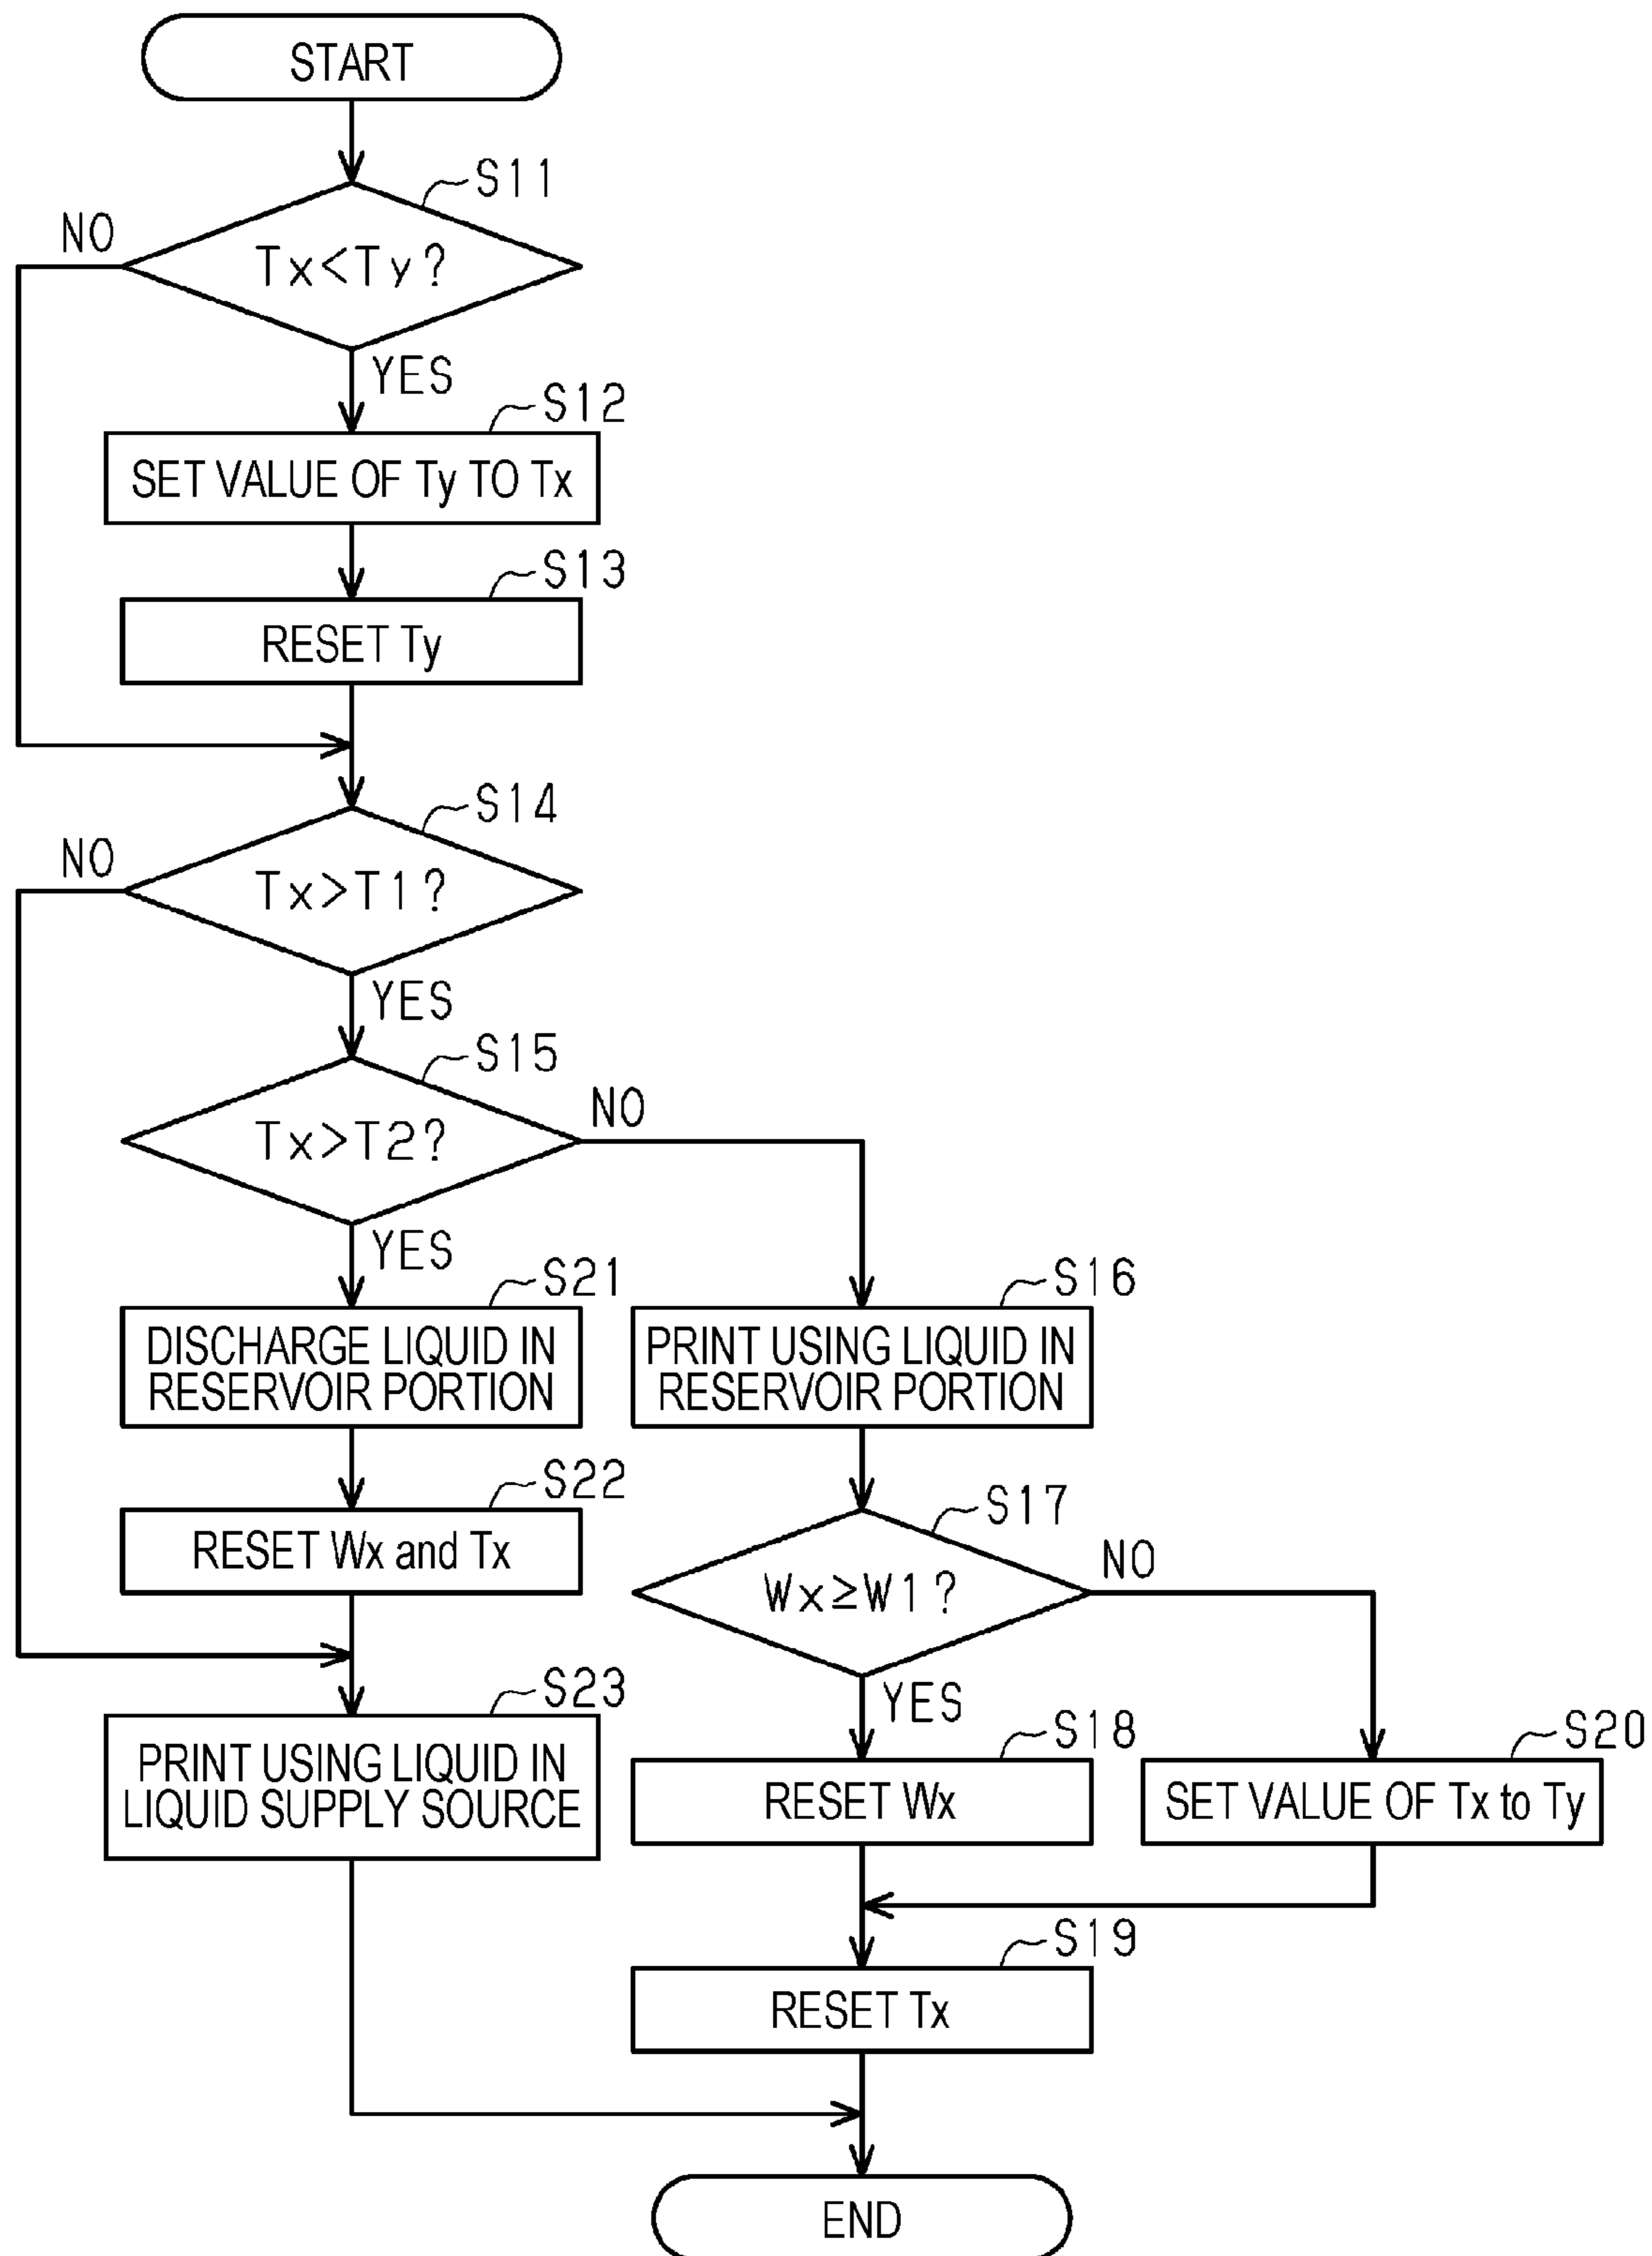 START
S11
NO
Tx<Ty?
YES
S12
SET VALUE OF Ty TO Tx
S13
RESET Ty
S14
NO
Tx>T1?
YES
S15
NO
Tx>T2?
YES
S21
DISCHARGE LIQUID IN
RESERVOIR PORTION
S16
PRINT USING LIQUID IN
RESERVOIR PORTION
S22
RESET Wx and Tx
S17
NO
Wx≥W1?
YES
S23
PRINT USING LIQUID IN
LIQUID SUPPLY SOURCE
S18
RESET Wx
S20
SET VALUE OF Tx to Ty
S19
RESET Tx
END